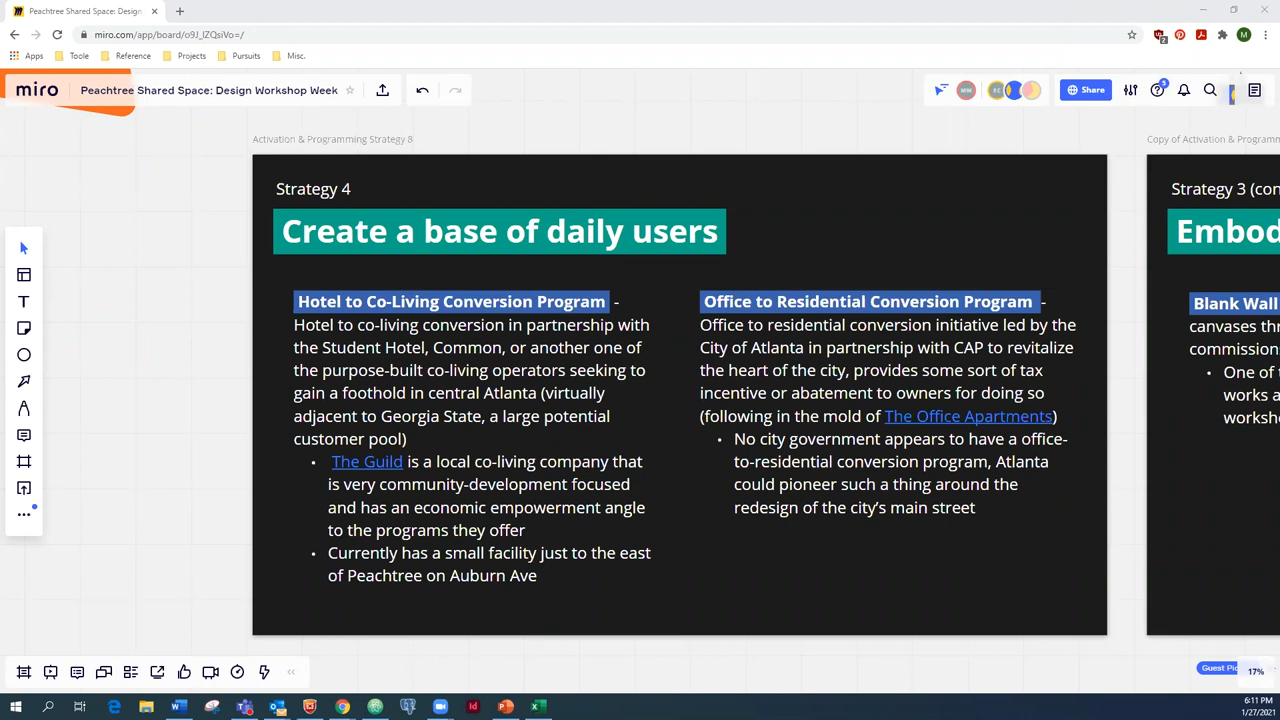 Peachtree Shared Space: Design
miro.com/app/board/o9J_lZQsiVo=/
2
M
Apps
Tools
Reference
Projects
Pursuits
Misc.
miro
Peachtree Shared Space: Design Workshop Week
MW
EC
Share
5
Activation & Programming Strategy 8
Copy of Activation & Programm
Strategy 4
Create a base of daily users
Hotel to Co-Living Conversion Program -
Hotel to co-living conversion in partnership with
the Student Hotel, Common, or another one of
the purpose-built co-living operators seeking to
gain a foothold in central Atlanta (virtually
adjacent to Georgia State, a large potential
customer pool)
• The Guild is a local co-living company that
is very community-development focused
and has an economic empowerment angle
to the programs they offer
• Currently has a small facility just to the east
of Peachtree on Auburn Ave
Office to Residential Conversion Program -
Office to residential conversion initiative led by the
City of Atlanta in partnership with CAP to revitalize
the heart of the city, provides some sort of tax
incentive or abatement to owners for doing so
(following in the mold of The Office Apartments)
• No city government appears to have a office-
to-residential conversion program, Atlanta
could pioneer such a thing around the
redesign of the city's main street
Strategy 3 (con
Embod
Blank Wall
canvases thr
commission
• One of t
works a
worksho
Guest Pic
17%
6:11 PM
1/27/2021